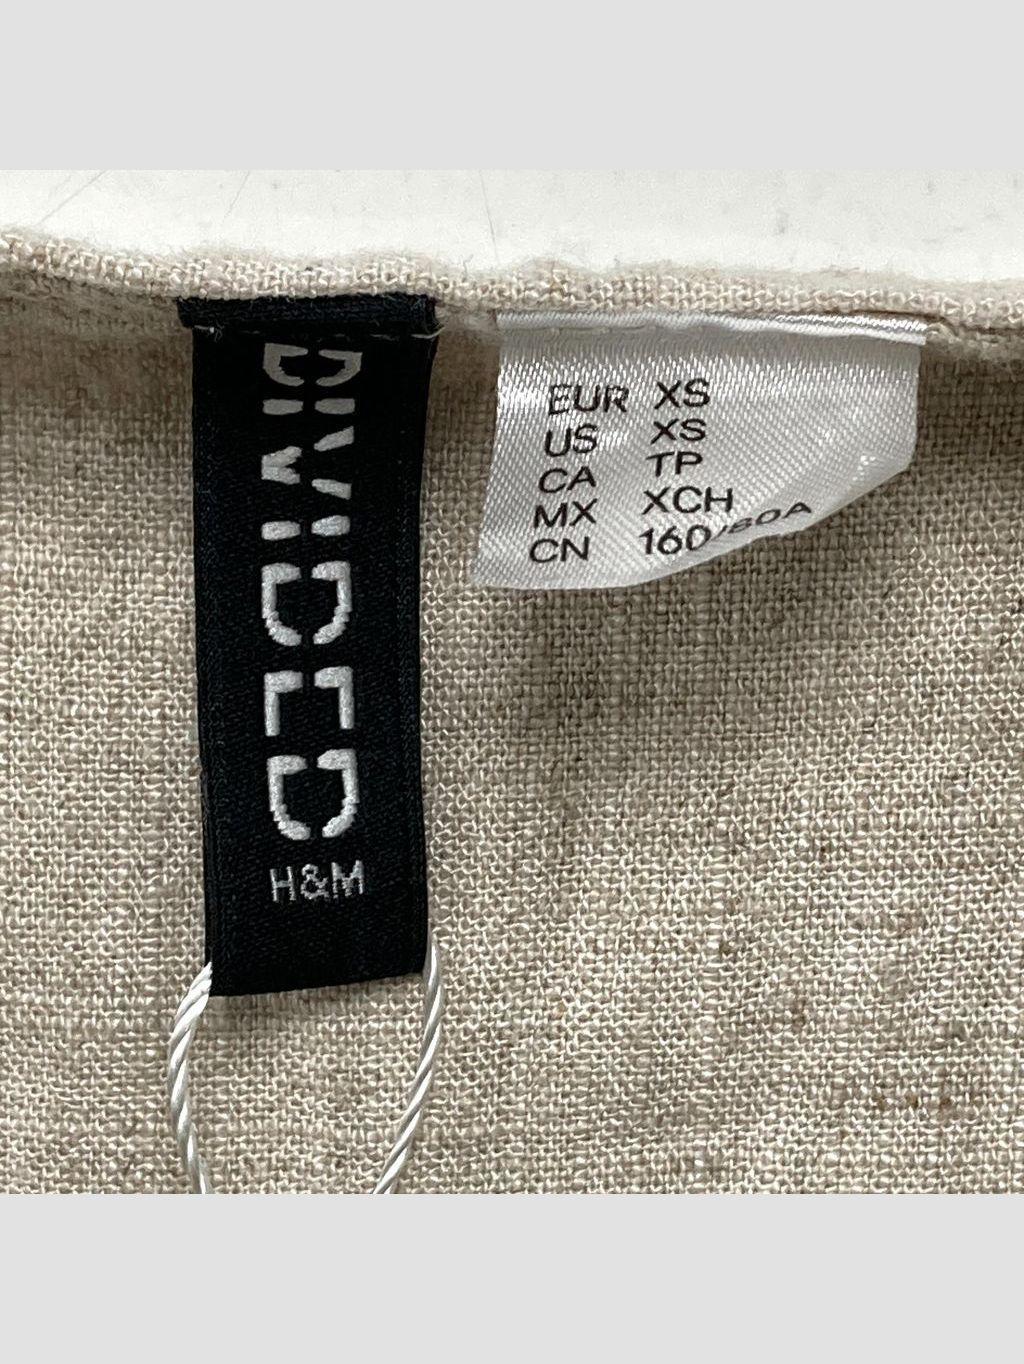 DIVIDED
H&M
EUR XS
US XS
CA TP
MX XCH
CN 160/80A